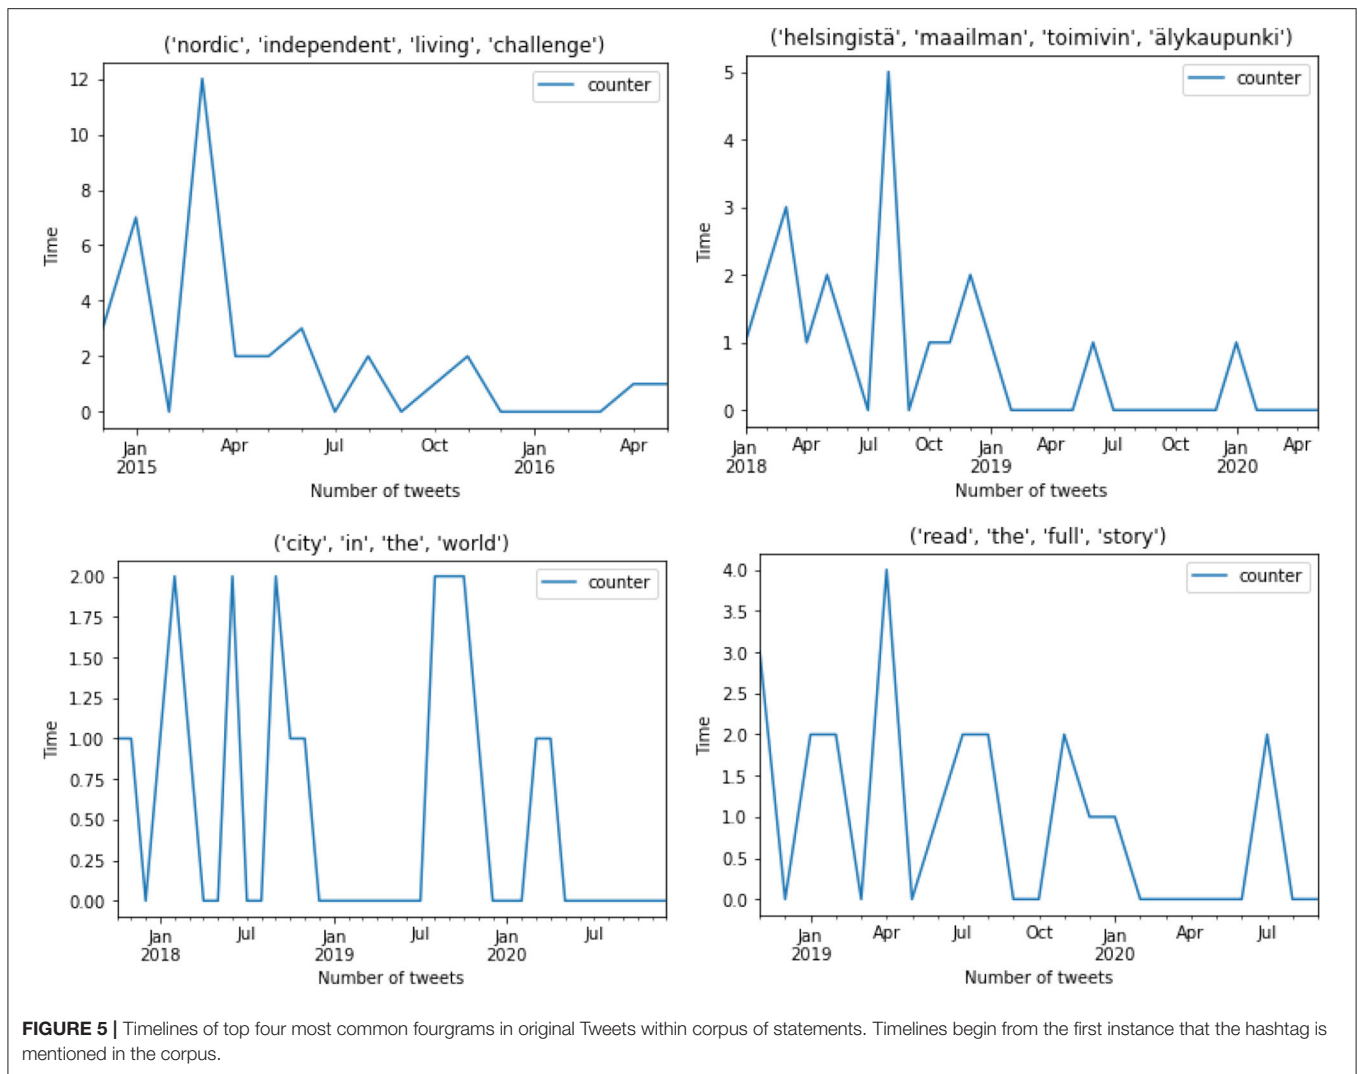 ('nordic', 'independent', 'living', 'challenge')
counter
12
10
8
6
4
2
0
Time
Jan Apr Jul Oct Jan Apr
2015 2016
Number of tweets
('helsingistä', 'maailman', 'toimivin', 'älykaupunki')
counter
5
4
3
2
1
0
Time
Jan Apr Jul Oct Jan Apr Jul Oct Jan Apr
2018 2019 2020
Number of tweets
('city', 'in', 'the', 'world')
counter
2.00
1.75
1.50
1.25
1.00
0.75
0.50
0.25
0.00
Time
Jan Jul Jan Jul Jan Jul
2018 2019 2020
Number of tweets
('read', 'the', 'full', 'story')
counter
4.0
3.5
3.0
2.5
2.0
1.5
1.0
0.5
0.0
Time
Jan Apr Jul Oct Jan Apr Jul
2019 2020
Number of tweets
FIGURE 5 | Timelines of top four most common fourgrams in original Tweets within corpus of statements. Timelines begin from the first instance that the hashtag is
mentioned in the corpus.